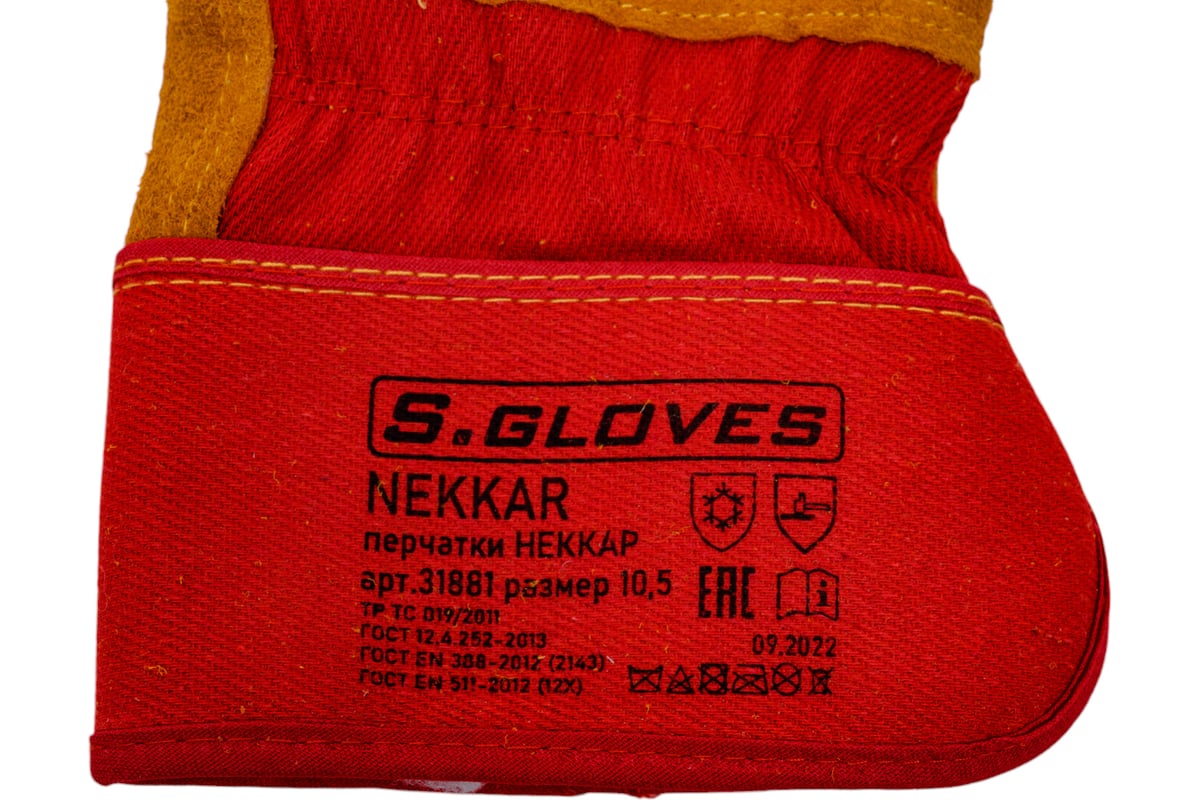 S.GLOVES
NEKKAR
перчатки НЕККАР
арт.31881 размер 10,5
EAC
ТР ТС 019/2011
ГОСТ 12.4.252-2013
09.2022
ГОСТ EN 388-2012 (2143)
ГОСТ EN 511-2012 (12X)